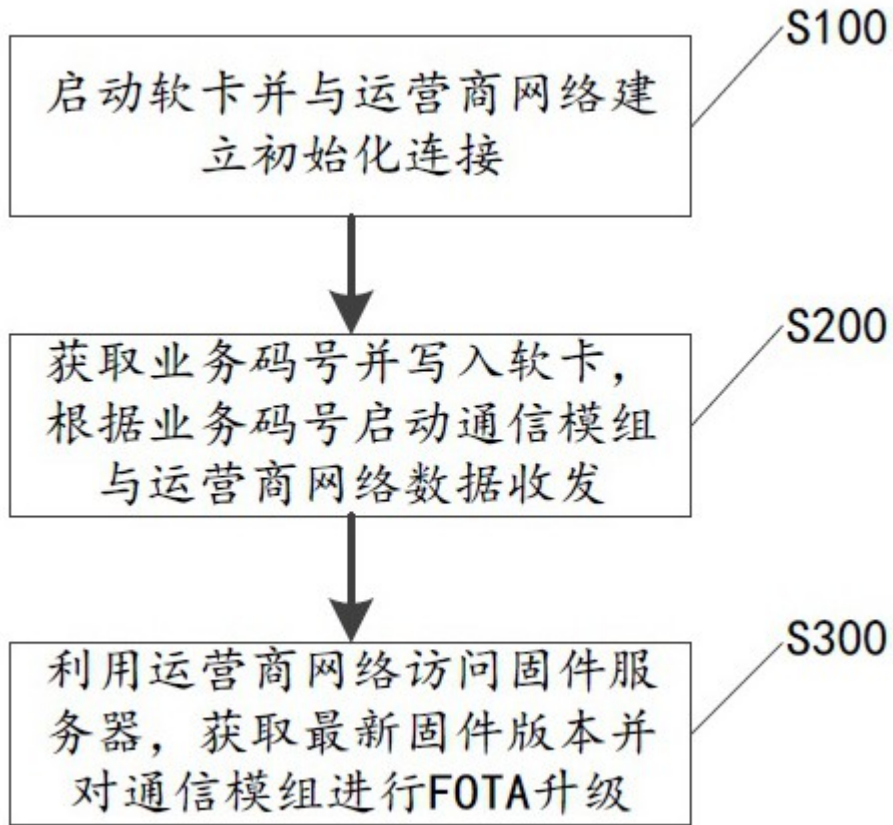 S100
启动软卡并与运营商网络建
立初始化连接
S200
获取业务码号并写入软卡，
根据业务码号启动通信模组
与运营商网络数据收发
S300
利用运营商网络访问固件服
务器，获取最新固件版本并
对通信模组进行FOTA升级